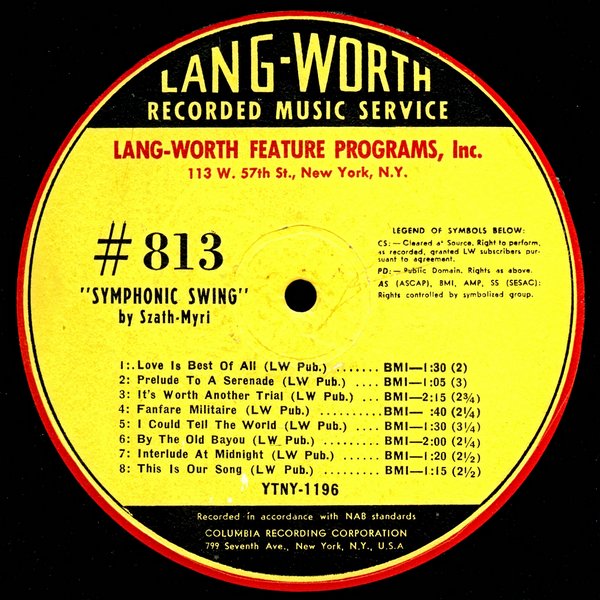 LANG-WORTH
RECORDED MUSIC SERVICE
LANG-WORTH FEATURE PROGRAMS, Inc.
113 W. 57th St., New York, N.Y.
# 813
"SYMPHONIC SWING"
by Szath-Myri
LEGEND OF SYMBOLS BELOW:
CS:—Cleared at Source, Right to perform,
as recorded, granted LW subscribers pur-
suant to agreement.
PD:—Public Domain. Rights as above.
AS (ASCAP), BMI, AMP, SS (SESAC):
Rights controlled by symbolized group.
1:. Love Is Best Of All (LW Pub.) ....... BMI—1:30 (2)
2: Prelude To A Serenade (LW Pub.) .... BMI—1:05 (3)
3: It's Worth Another Trial (LW Pub.) ... BMI—2:15 (2¾)
4: Fanfare Militaire (LW Pub.) .......... BMI— :40 (2¼)
5: I Could Tell The World (LW Pub.) .... BMI—1:30 (3¼)
6: By The Old Bayou (LW Pub.) ........ BMI—2:00 (2¼)
7: Interlude At Midnight (LW Pub.) ..... BMI—1:20 (2½)
8: This Is Our Song (LW Pub.) ......... BMI—1:15 (2½)
YTNY-1196
Recorded in accordance with NAB standards
COLUMBIA RECORDING CORPORATION
799 Seventh Ave., New York, N.Y., U.S.A